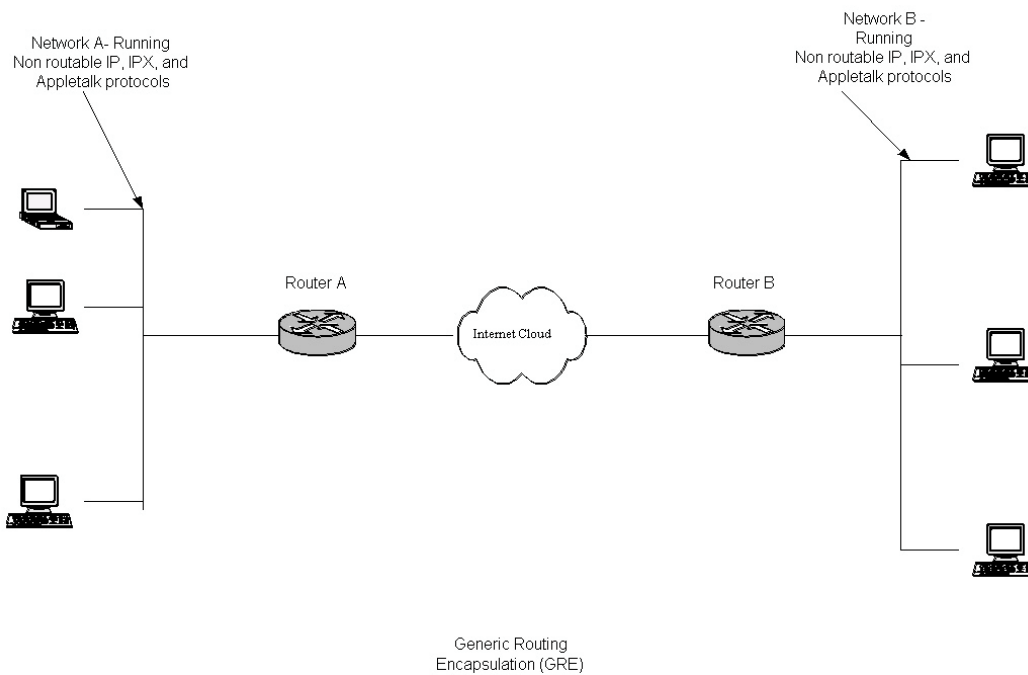 Network A- Running
Non routable IP, IPX, and
Appletalk protocols
Network B -
Running
Non routable IP, IPX, and
Appletalk protocols
Router A
Internet Cloud
Router B
Generic Routing
Encapsulation (GRE)